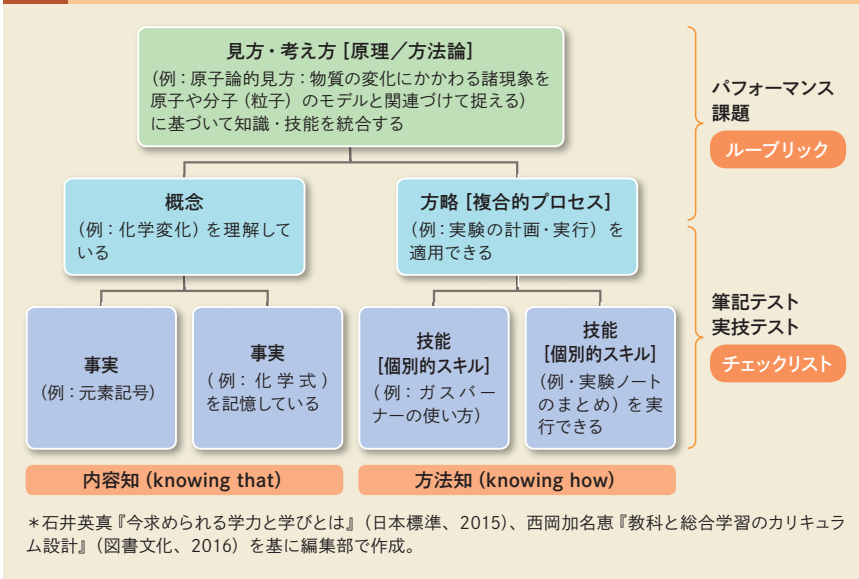 見方・考え方 [原理／方法論]
（例：原子論的見方：物質の変化にかかわる諸現象を
原子や分子（粒子）のモデルと関連づけて捉える）
に基づいて知識・技能を統合する
パフォーマンス
課題
ルーブリック
概念
（例：化学変化）を理解して
いる
方略 [複合的プロセス]
（例：実験の計画・実行）を
適用できる
事実
（例：元素記号）
事実
（例：化学式）
を記憶している
技能
[個別的スキル]
（例：ガスバー
ナーの使い方）
技能
[個別的スキル]
（例・実験ノート
のまとめ）を実
行できる
筆記テスト
実技テスト
チェックリスト
内容知 (knowing that)
方法知 (knowing how)
＊石井英真『今求められる学力と学びとは』（日本標準、2015）、西岡加名恵『教科と総合学習のカリキュラ
ム設計』（図書文化、2016）を基に編集部で作成。